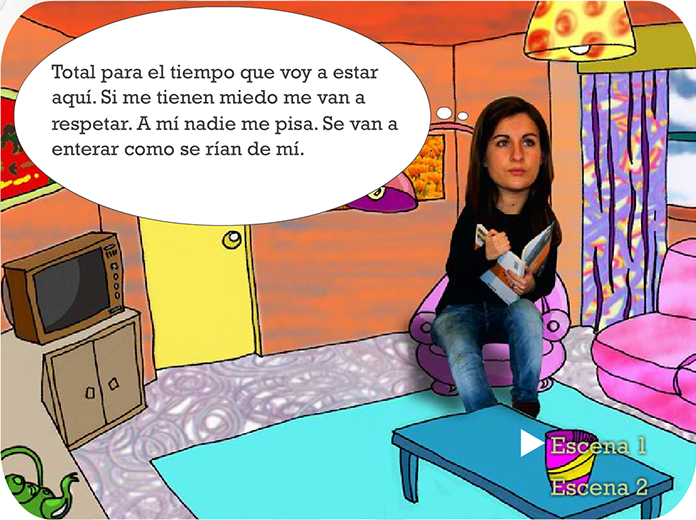 Total para el tiempo que voy a estar
aquí. Si me tienen miedo me van a
respetar. A mí nadie me pisa. Se van a
enterar como se rían de mí.
Escena 1
Escena 2